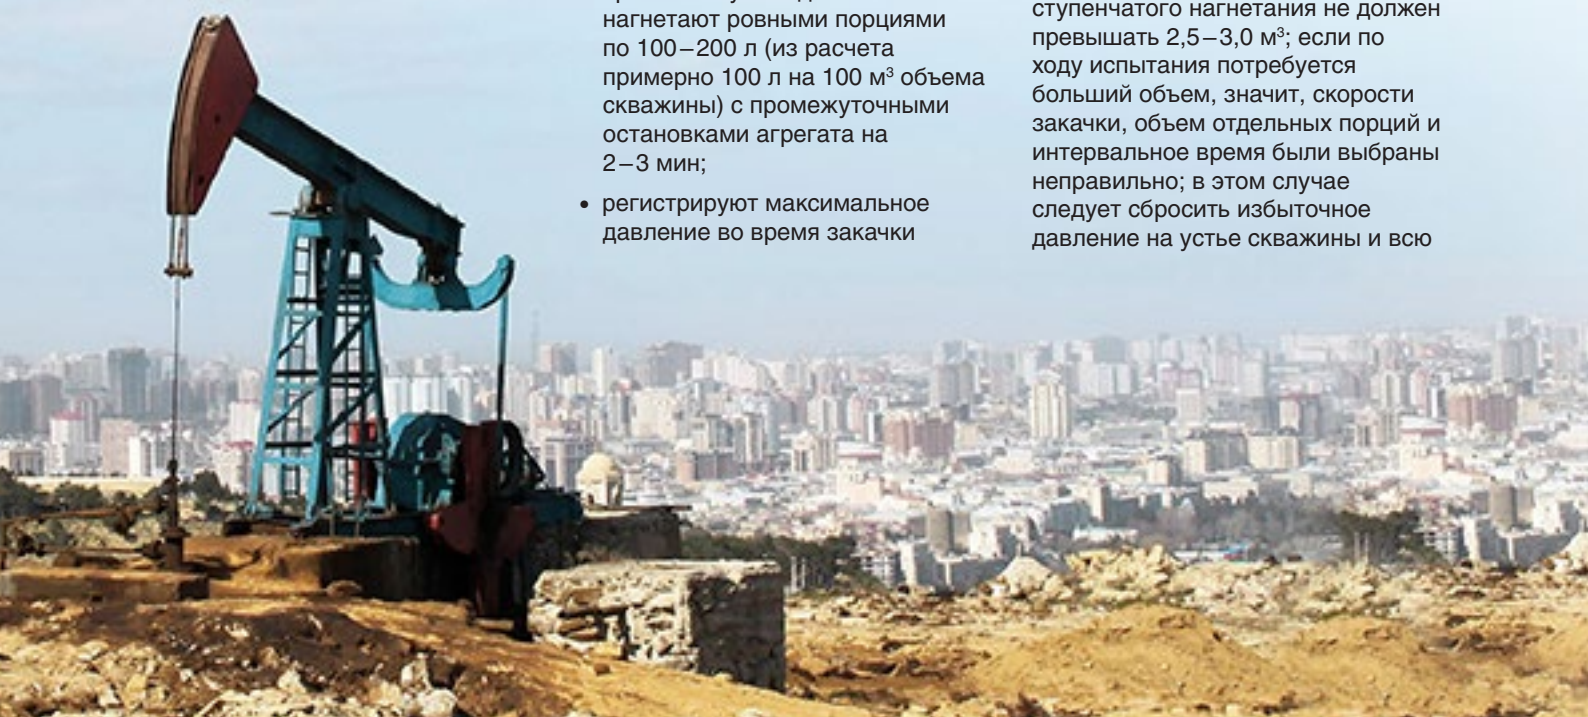 нагнетают ровными порциями
по 100–200 л (из расчета
примерно 100 л на 100 м³ объема
скважины) с промежуточными
остановками агрегата на
2–3 мин;
• регистрируют максимальное
давление во время закачки
ступенчатого нагнетания не должен
превышать 2,5–3,0 м³; если по
ходу испытания потребуется
больший объем, значит, скорости
закачки, объем отдельных порций и
интервальное время были выбраны
неправильно; в этом случае
следует сбросить избыточное
давление на устье скважины и всю